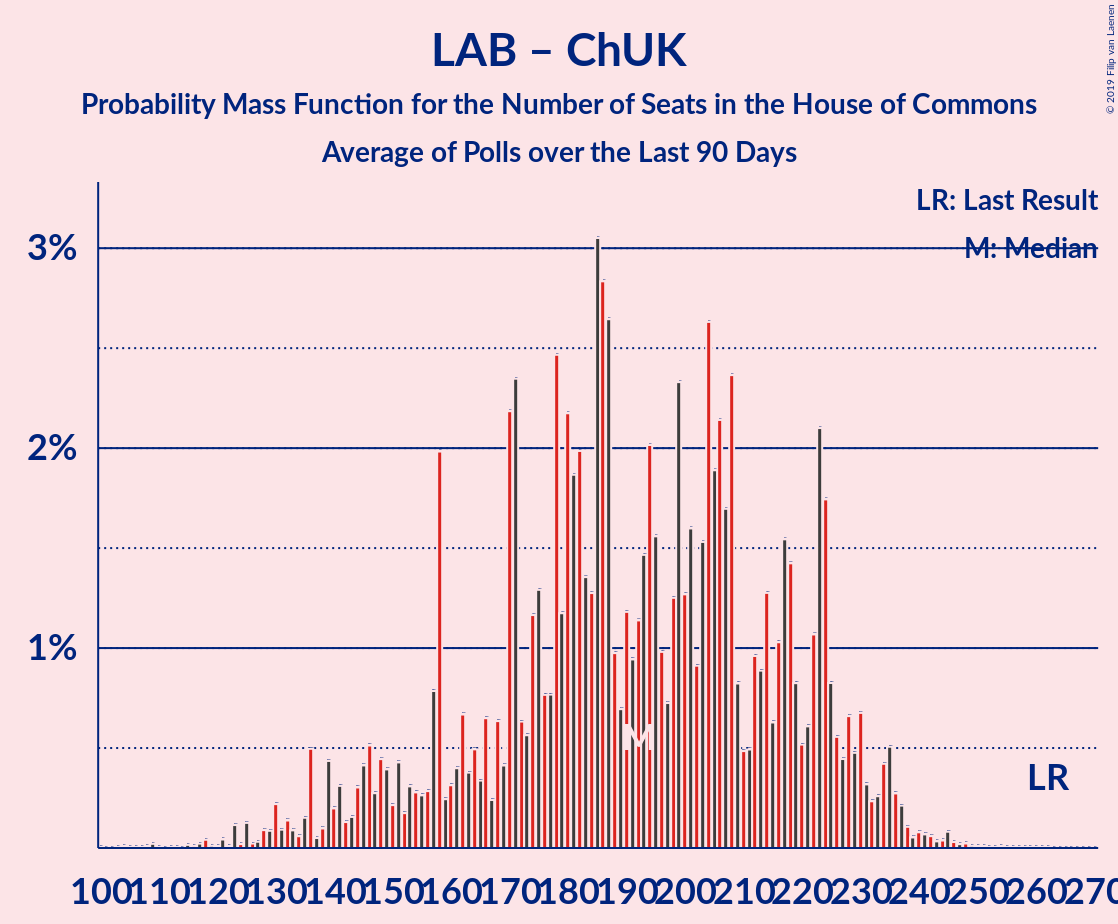 LAB – ChUK
Probability Mass Function for the Number of Seats in the House of Commons
Average of Polls over the Last 90 Days
© 2019 Filip van Laenen
LR: Last Result
M: Median
3%
2%
1%
M
LR
100 110 120 130 140 150 160 170 180 190 200 210 220 230 240 250 260 270